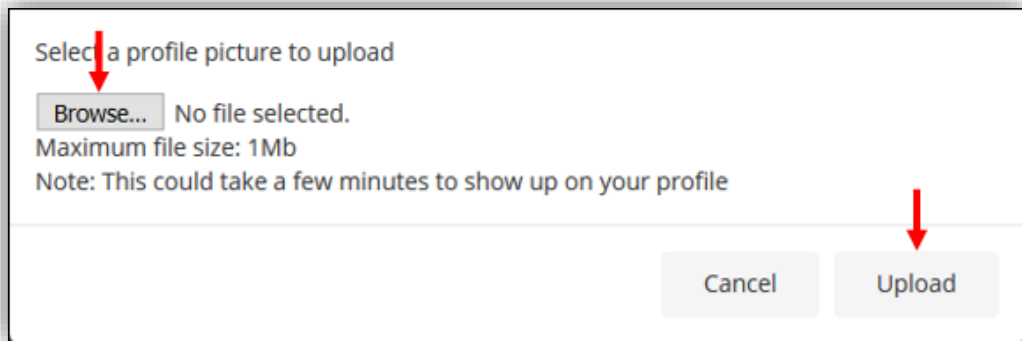 Select a profile picture to upload
Browse... No file selected.
Maximum file size: 1Mb
Note: This could take a few minutes to show up on your profile
Cancel Upload